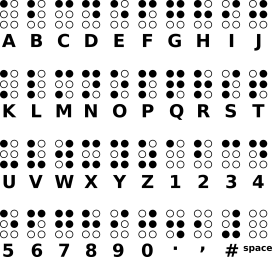 A B C D E F G H I J
K L M N O P Q R S T
U V W X Y Z 1 2 3 4
5 6 7 8 9 0 · , # space